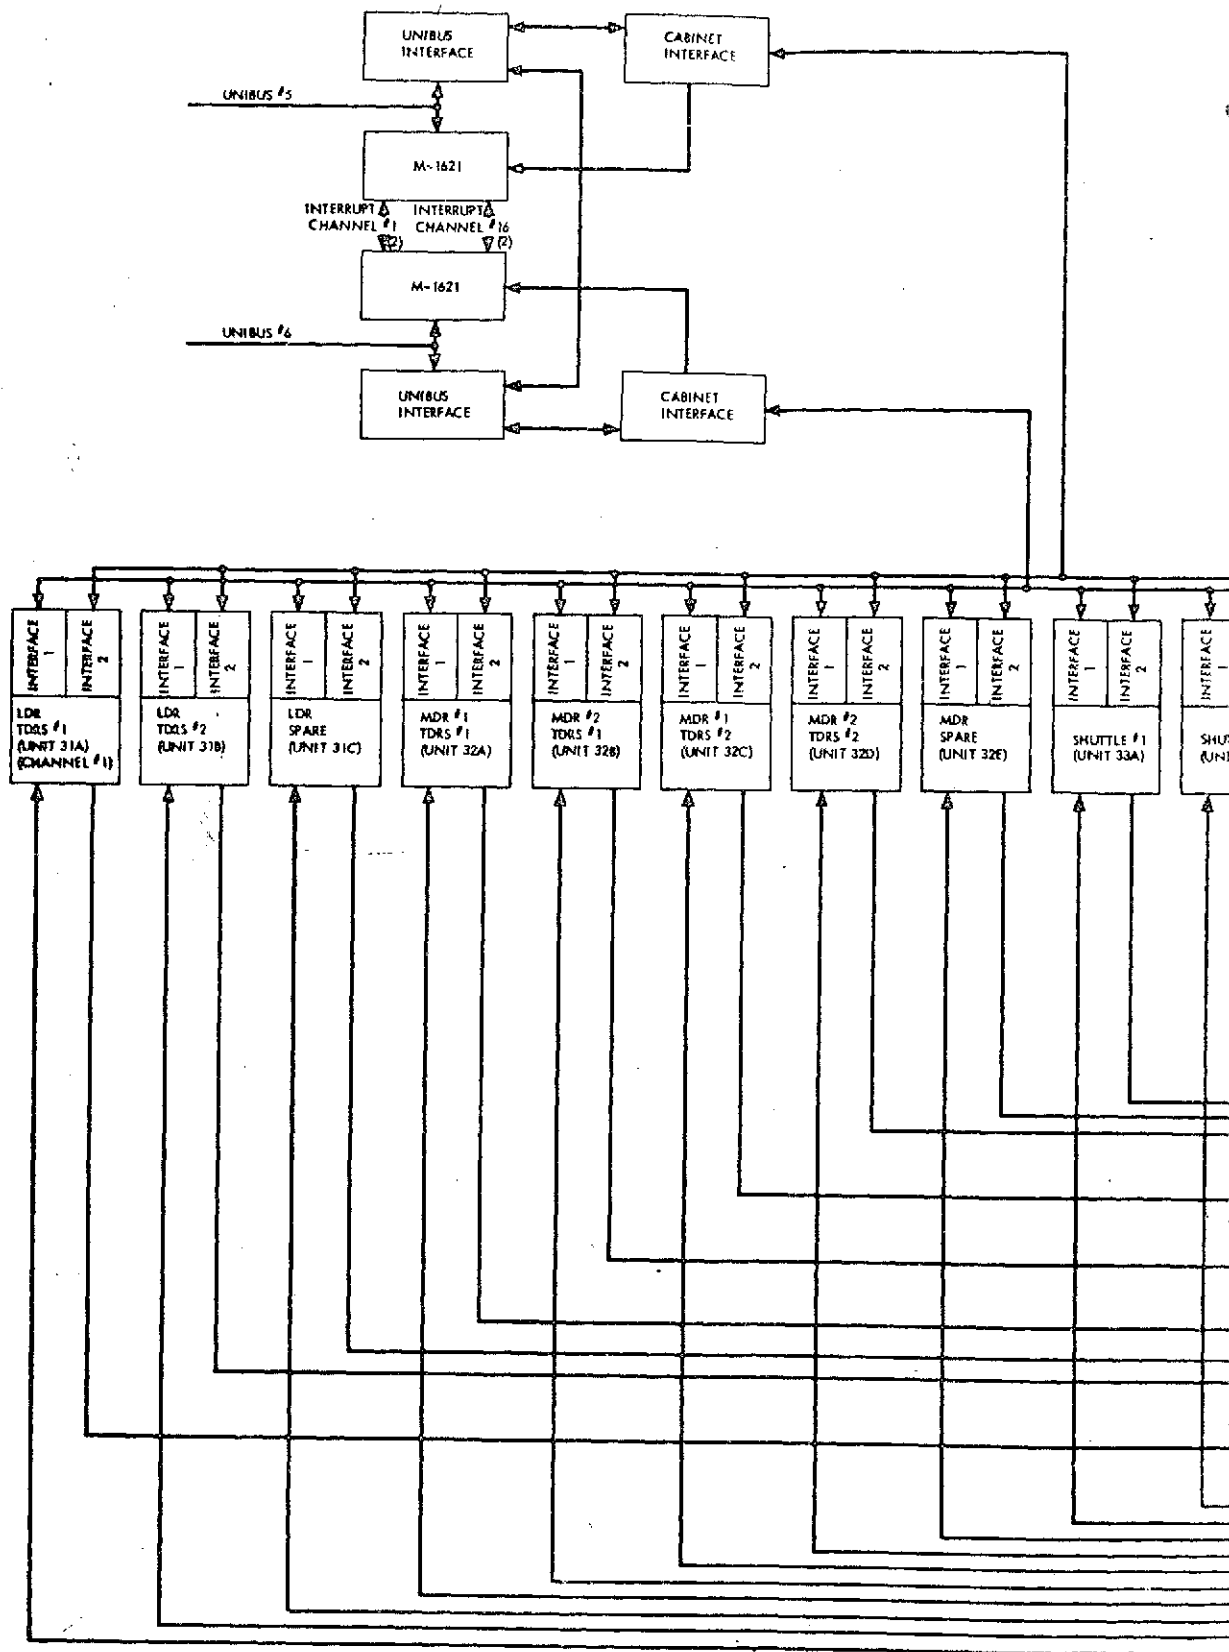 UNIBUS
INTERFACE
CABINET
INTERFACE
UNIBUS #5
M-1621
INTERRUPT
CHANNEL #1
(2)
INTERRUPT
CHANNEL #16
(2)
M-1621
UNIBUS #6
UNIBUS
INTERFACE
CABINET
INTERFACE
INTERFACE
1
INTERFACE
2
LDR
TDRS #1
(UNIT 31A)
(CHANNEL #1)
INTERFACE
1
INTERFACE
2
LDR
TDRS #2
(UNIT 31B)
INTERFACE
1
INTERFACE
2
LDR
SPARE
(UNIT 31C)
INTERFACE
1
INTERFACE
2
MDR #1
TDRS #1
(UNIT 32A)
INTERFACE
1
INTERFACE
2
MDR #2
TDRS #1
(UNIT 32B)
INTERFACE
1
INTERFACE
2
MDR #1
TDRS #2
(UNIT 32C)
INTERFACE
1
INTERFACE
2
MDR #2
TDRS #2
(UNIT 32D)
INTERFACE
1
INTERFACE
2
MDR
SPARE
(UNIT 32E)
INTERFACE
1
INTERFACE
2
SHUTTLE #1
(UNIT 33A)
INTERFACE
1
SHUT
(UNI